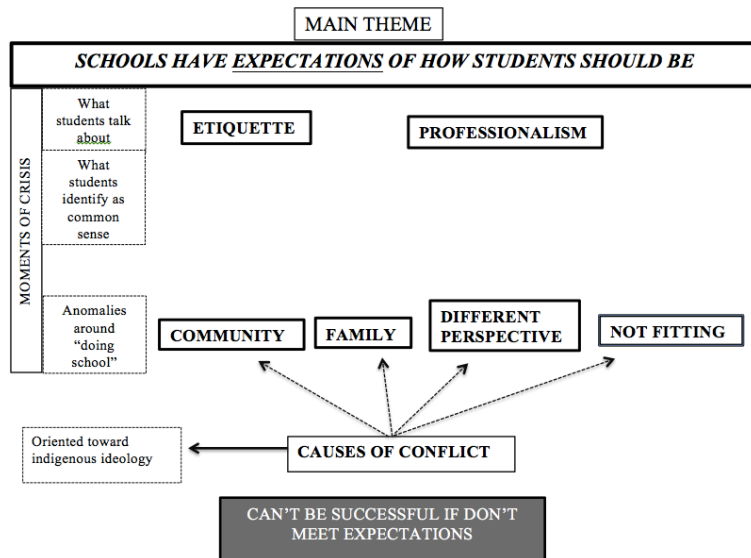 MAIN THEME
SCHOOLS HAVE EXPECTATIONS OF HOW STUDENTS SHOULD BE
MOMENTS OF CRISIS
What
students talk
about
ETIQUETTE
PROFESSIONALISM
What
students
identify as
common
sense
Anomalies
around
“doing
school”
COMMUNITY
FAMILY
DIFFERENT
PERSPECTIVE
NOT FITTING
Oriented toward
indigenous ideology
CAUSES OF CONFLICT
CAN’T BE SUCCESSFUL IF DON’T
MEET EXPECTATIONS